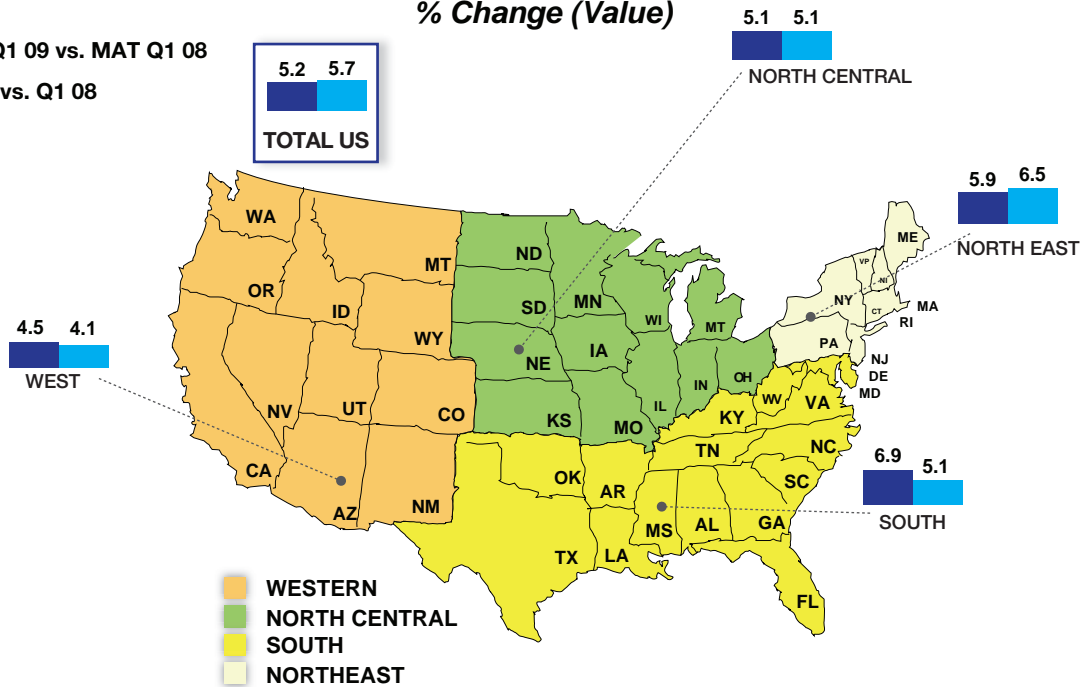 % Change (Value)
Q1 09 vs. MAT Q1 08
vs. Q1 08
5.2 5.7
TOTAL US
5.1 5.1
NORTH CENTRAL
5.9 6.5
NORTH EAST
4.5 4.1
WEST
6.9 5.1
SOUTH
WA
OR
ID
MT
WY
NV
UT
CO
CA
AZ
NM
ND
SD
NE
KS
MN
IA
MO
WI
IL
MT
IN
OH
ME
VP
NI
NY
CT
MA
RI
PA
NJ
DE
MD
WV
VA
KY
TN
NC
SC
OK
AR
TX
LA
MS
AL
GA
FL
WESTERN
NORTH CENTRAL
SOUTH
NORTHEAST